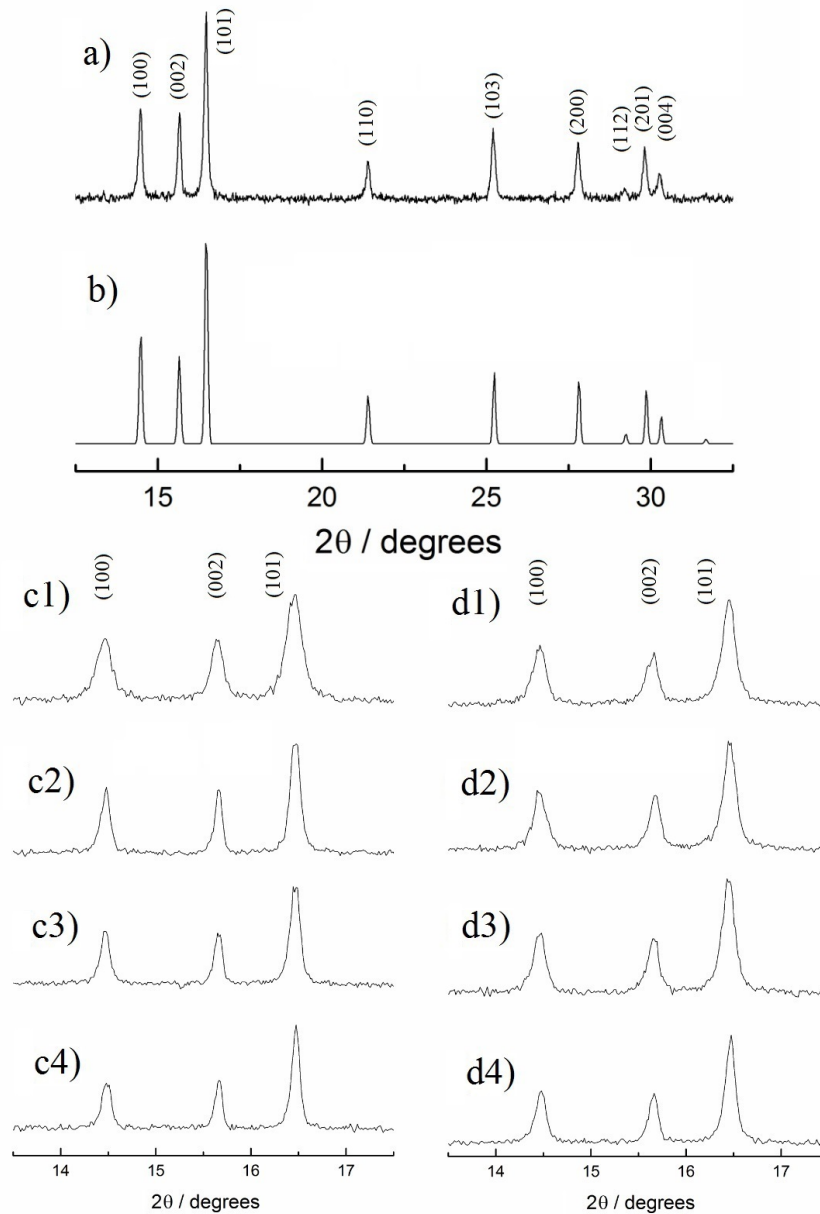 a)
(100)
(002)
(101)
(110)
(103)
(200)
(112)
(201)
(004)
b)
15 20 25 30
2θ / degrees
c1)
(100)
(002)
(101)
d1)
(100)
(002)
(101)
c2)
d2)
c3)
d3)
c4)
d4)
14 15 16 17
14 15 16 17
2θ / degrees
2θ / degrees